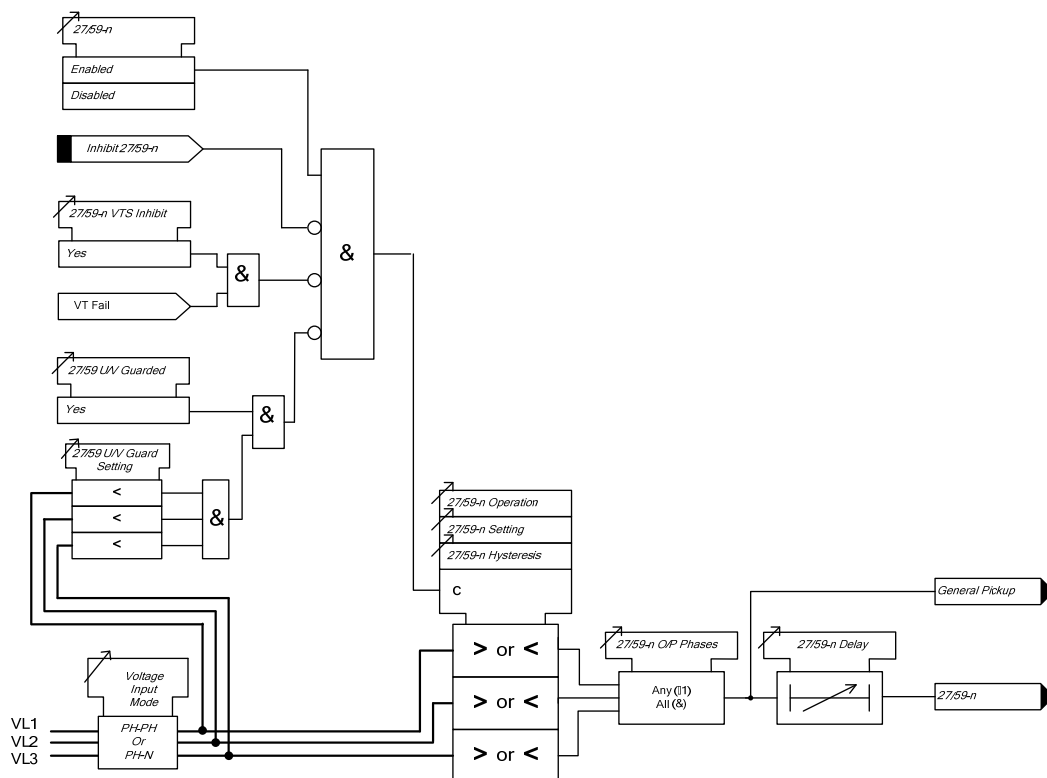 27/59-n
Enabled
Disabled
Inhibit 27/59-n
27/59-n VTS Inhibit
Yes
&
VT Fail
&
27/59 U/V Guarded
Yes
&
27/59 U/V Guard
Setting
<
<
<
&
27/59-n Operation
27/59-n Setting
27/59-n Hysteresis
c
General Pickup
> or <
27/59-n O/P Phases
27/59-n Delay
Any (▯1)
All (&)
27/59-n
> or <
> or <
Voltage
Input
Mode
VL1
VL2
VL3
PH-PH
Or
PH-N